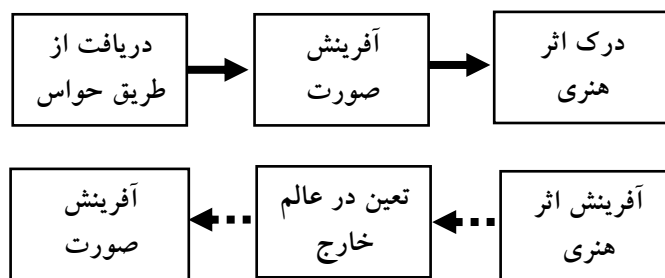 دریافت از
طریق حواس
آفرینش
صورت
درک اثر
هنری
آفرینش اثر
هنری
تعین در عالم
خارج
آفرینش
صورت